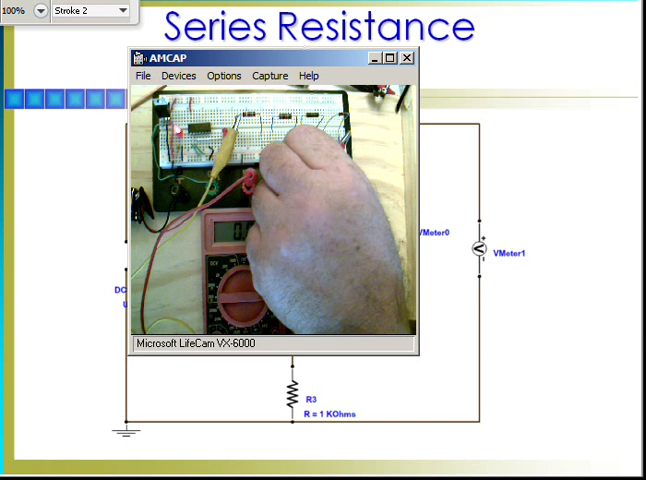 100%
Stroke 2
Series Resistance
AMCAP
File Devices Options Capture Help
VMeter0
VMeter1
DC
R3
R = 1 KOhms
Microsoft LifeCam VX-6000